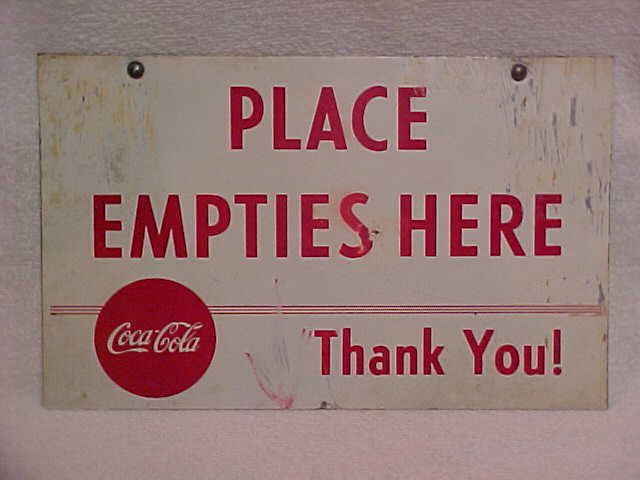 PLACE
EMPTIES HERE
Coca-Cola
Thank You!